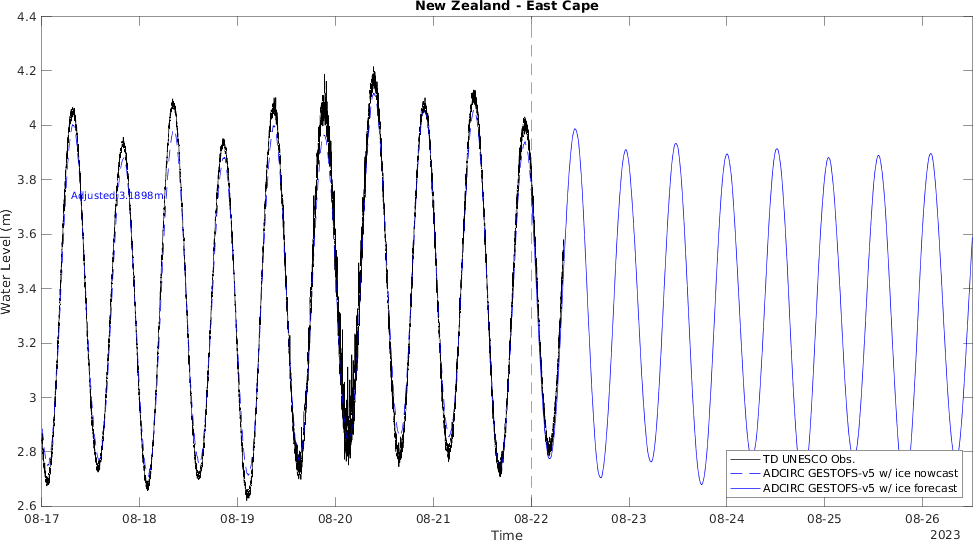 New Zealand - East Cape
4.4
4.2
4
3.8
3.6
3.4
3.2
3
2.8
2.6
Water Level (m)
Adjusted:3.1898m
TD UNESCO Obs.
ADCIRC GESTOFS-v5 w/ ice nowcast
ADCIRC GESTOFS-v5 w/ ice forecast
08-17 08-18 08-19 08-20 08-21 08-22 08-23 08-24 08-25 08-26
Time
2023